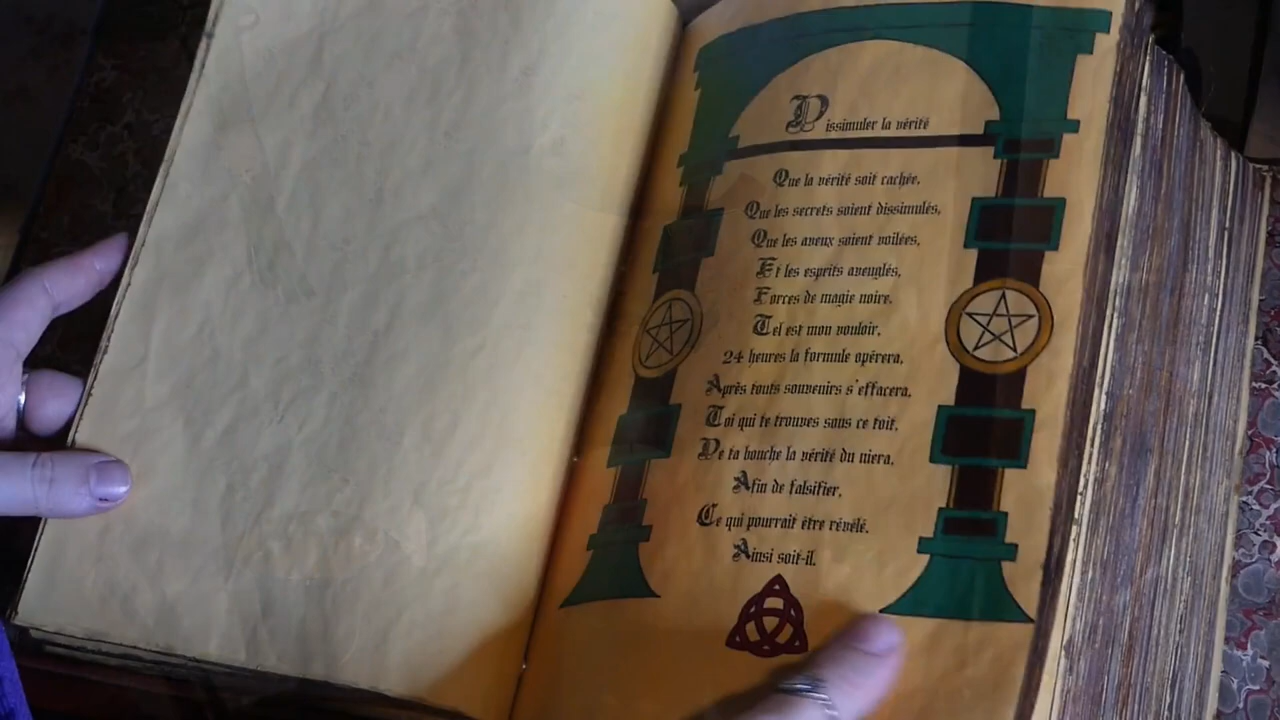 Dissimuler la vérité
Que la vérité soit cachée,
Que les secrets soient dissimulés,
Que les aveux soient voilées,
Et les esprits aveuglés,
Forces de magie noire.
Tel est mon vouloir,
24 heures la formule opérera,
Après touts souvenirs s'effacera,
Toi qui te trouves sous ce toit,
De ta bouche la vérité du niera,
Afin de falsifier,
Ce qui pourrait être révélé.
Ainsi soit-il.